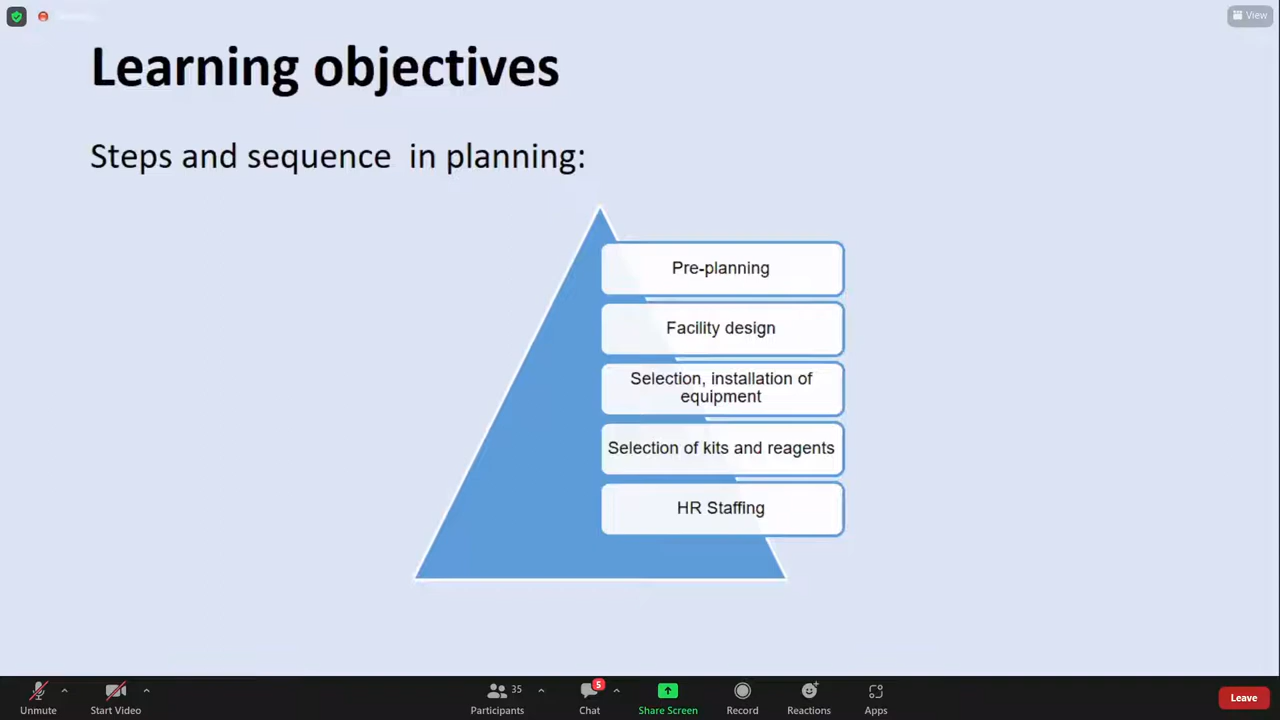 View
Learning objectives
Steps and sequence in planning:
Pre-planning
Facility design
Selection, installation of
equipment
Selection of kits and reagents
HR Staffing
Unmute
Start Video
35
Participants
5
Chat
Share Screen
Record
Reactions
Apps
Leave